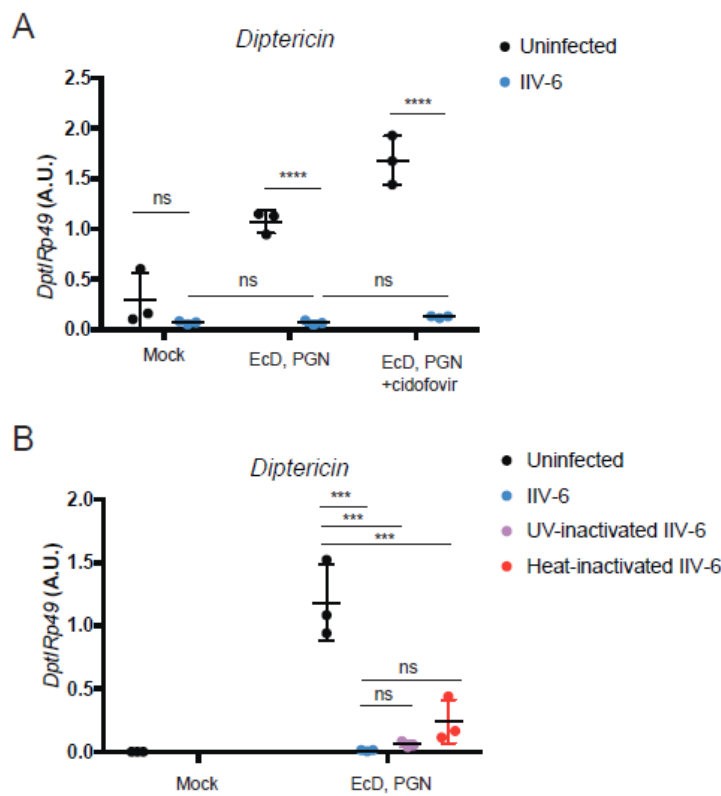 A
Diptericin
Uninfected
IIV-6
Dpt/Rp49 (A.U.)
2.5
2.0
1.5
1.0
0.5
0.0
ns
****
****
ns
ns
Mock
EcD, PGN
EcD, PGN
+cidofovir
B
Diptericin
Uninfected
IIV-6
UV-inactivated IIV-6
Heat-inactivated IIV-6
Dpt/Rp49 (A.U.)
2.0
1.5
1.0
0.5
0.0
***
***
***
ns
ns
Mock
EcD, PGN